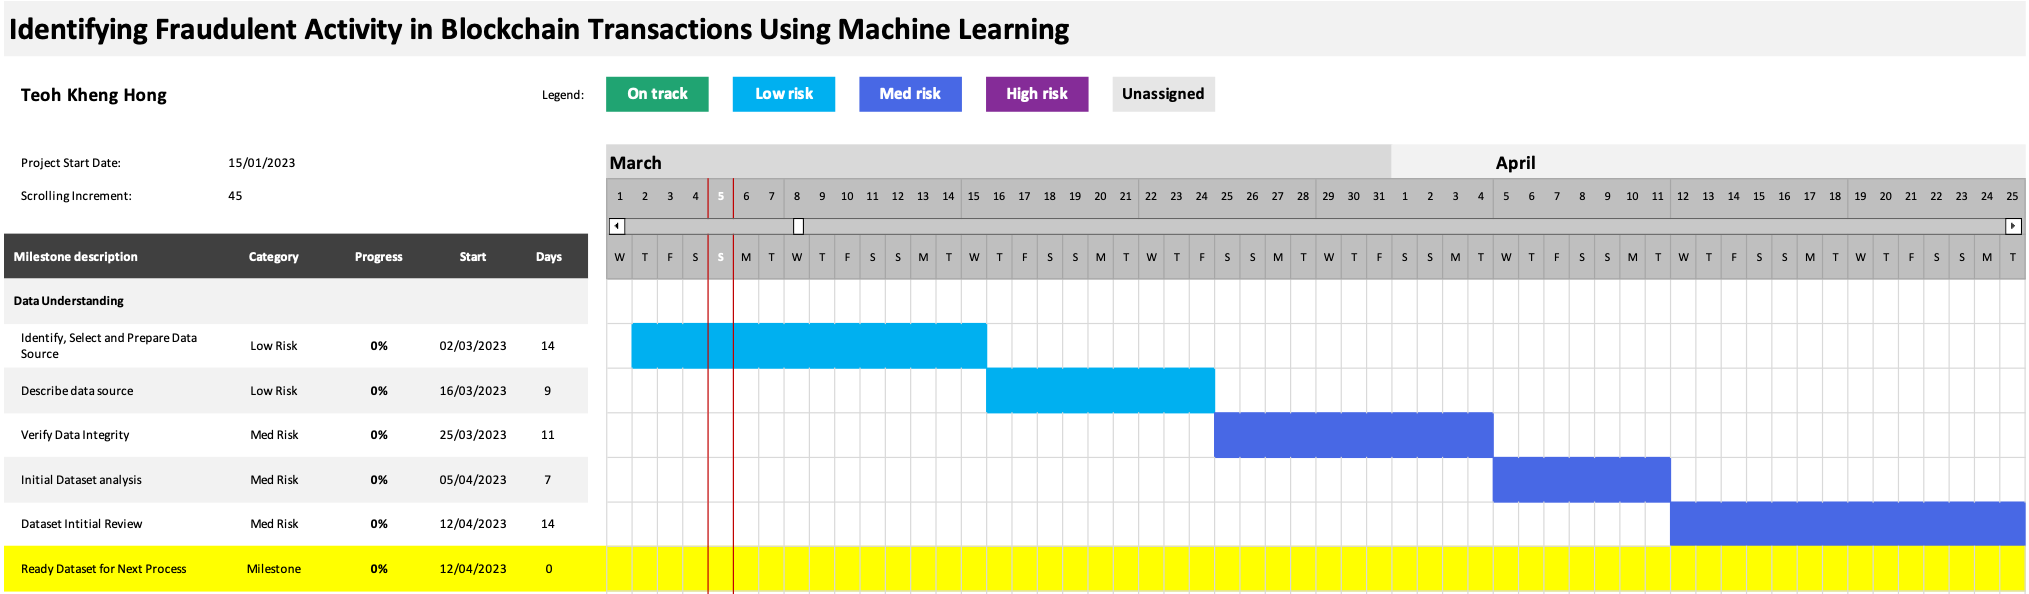 Identifying Fraudulent Activity in Blockchain Transactions Using Machine Learning
Teoh Kheng Hong
Legend: On track Low risk Med risk High risk Unassigned
Project Start Date: 15/01/2023
March April
Scrolling Increment: 45
1 2 3 4 5 6 7 8 9 10 11 12 13 14 15 16 17 18 19 20 21 22 23 24 25 26 27 28 29 30 31 1 2 3 4 5 6 7 8 9 10 11 12 13 14 15 16 17 18 19 20 21 22 23 24 25
Milestone description Category Progress Start Days
W T F S S M T W T F S S M T W T F S S M T W T F S S M T W T F S S M T W T F S S M T W T F S S M T W T F S S M T
Data Understanding
Identify, Select and Prepare Data
Source
Low Risk 0% 02/03/2023 14
Describe data source Low Risk 0% 16/03/2023 9
Verify Data Integrity Med Risk 0% 25/03/2023 11
Initial Dataset analysis Med Risk 0% 05/04/2023 7
Dataset Intitial Review Med Risk 0% 12/04/2023 14
Ready Dataset for Next Process Milestone 0% 12/04/2023 0